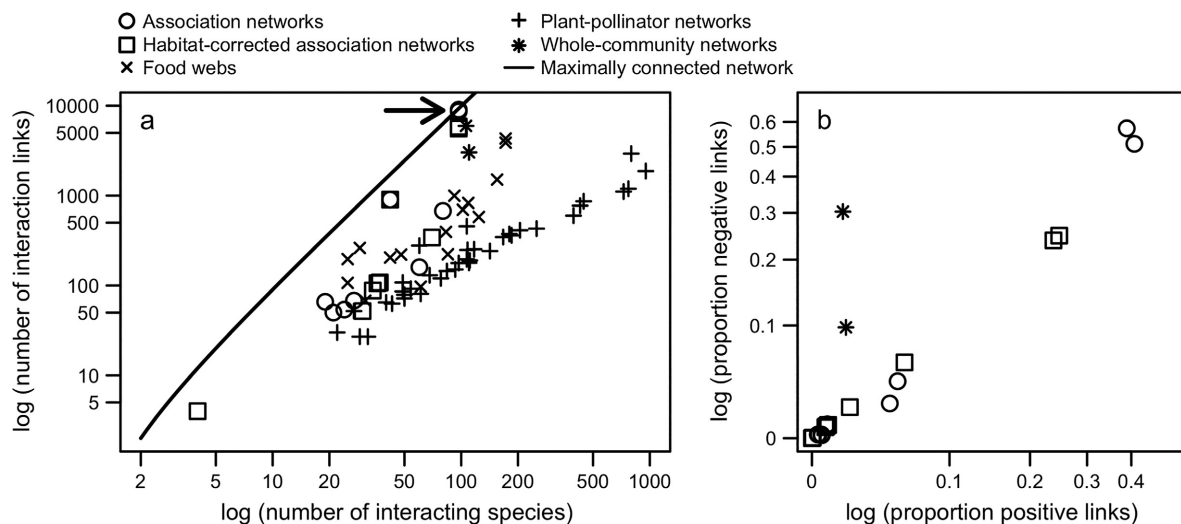 Association networks
Habitat-corrected association networks
Food webs
Plant-pollinator networks
Whole-community networks
Maximally connected network
a
log (number of interaction links)
10000
5000
1000
500
100
50
10
5
2
5
10
20
50
100
200
500
1000
log (number of interacting species)
b
log (proportion negative links)
0.6
0.5
0.4
0.3
0.2
0.1
0
0
0.1
0.2
0.3
0.4
log (proportion positive links)